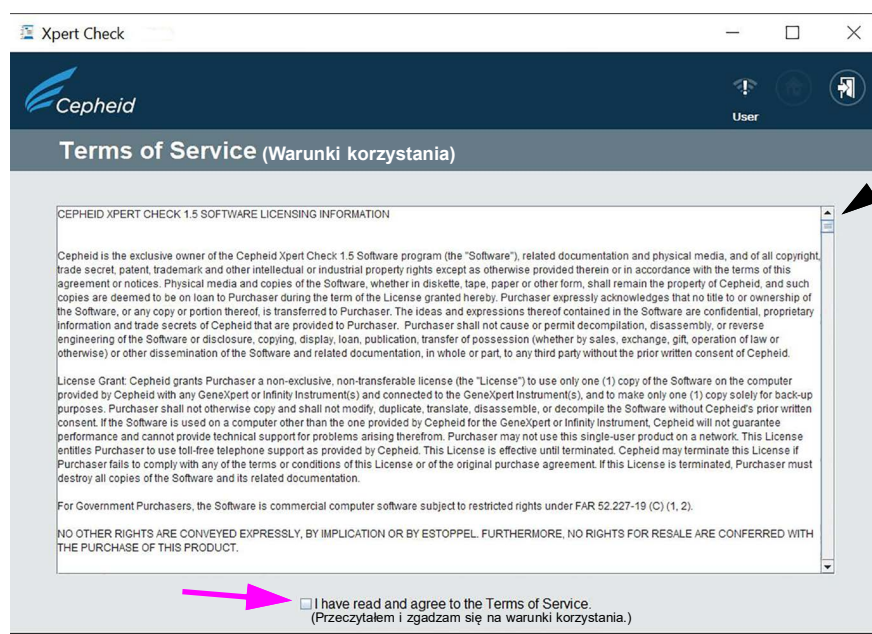 Xpert Check
Cepheid
User
Terms of Service (Warunki korzystania)
CEPHEID XPERT CHECK 1.5 SOFTWARE LICENSING INFORMATION
Cepheid is the exclusive owner of the Cepheid Xpert Check 1.5 Software program (the "Software"), related documentation and physical media, and of all copyright,
trade secret, patent, trademark and other intellectual or industrial property rights except as otherwise provided therein or in accordance with the terms of this
agreement or notices. Physical media and copies of the Software, whether in diskette, tape, paper or other form, shall remain the property of Cepheid, and such
copies are deemed to be on loan to Purchaser during the term of the License granted hereby. Purchaser expressly acknowledges that no title to or ownership of
the Software, or any copy or portion thereof, is transferred to Purchaser. The ideas and expressions thereof contained in the Software are confidential, proprietary
information and trade secrets of Cepheid that are provided to Purchaser. Purchaser shall not cause or permit decompilation, disassembly, or reverse
engineering of the Software or disclosure, copying, display, loan, publication, transfer of possession (whether by sales, exchange, gift, operation of law or
otherwise) or other dissemination of the Software and related documentation, in whole or part, to any third party without the prior written consent of Cepheid.
License Grant: Cepheid grants Purchaser a non-exclusive, non-transferable license (the "License") to use only one (1) copy of the Software on the computer
provided by Cepheid with any GeneXpert or Infinity Instrument(s) and connected to the GeneXpert Instrument(s), and to make only one (1) copy solely for back-up
purposes. Purchaser shall not otherwise copy and shall not modify, duplicate, translate, disassemble, or decompile the Software without Cepheid's prior written
consent. If the Software is used on a computer other than the one provided by Cepheid for the GeneXpert or Infinity Instrument, Cepheid will not guarantee
performance and cannot provide technical support for problems arising therefrom. Purchaser may not use this single-user product on a network. This License
entitles Purchaser to use toll-free telephone support as provided by Cepheid. This License is effective until terminated. Cepheid may terminate this License if
Purchaser fails to comply with any of the terms or conditions of this License or of the original purchase agreement. If this License is terminated, Purchaser must
destroy all copies of the Software and its related documentation.
For Government Purchasers, the Software is commercial computer software subject to restricted rights under FAR 52.227-19 (C) (1, 2).
NO OTHER RIGHTS ARE CONVEYED EXPRESSLY, BY IMPLICATION OR BY ESTOPPEL. FURTHERMORE, NO RIGHTS FOR RESALE ARE CONFERRED WITH
THE PURCHASE OF THIS PRODUCT.
I have read and agree to the Terms of Service.
(Przeczytałem i zgadzam się na warunki korzystania.)